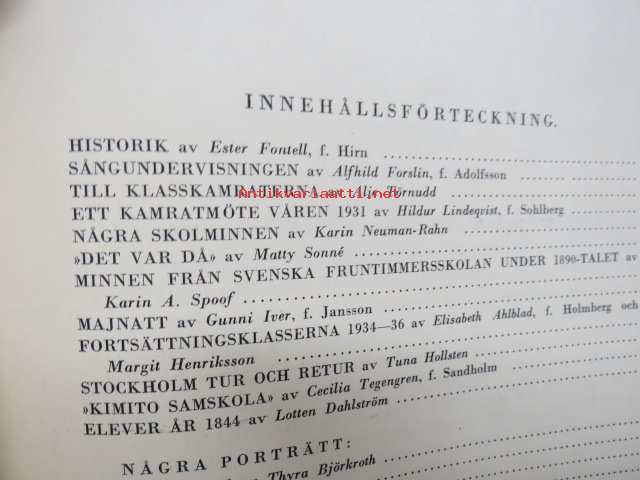 INNEHÅLLSFÖRTECKNING.
HISTORIK av Ester Fontell, f. Hirn
SÅNGUNDERVISNINGEN av Alfhild Forslin, f. Adolfsson
TILL KLASSKAMRATERNA av Törnudd
Antikvariaatti1.net
ETT KAMRATMÖTE VÅREN 1931 av Hildur Lindeqvist, f. Sohlberg
NÅGRA SKOLMINNEN av Karin Neuman-Rahn
»DET VAR DÅ» av Matty Sonné
MINNEN FRÅN SVENSKA FRUNTIMMERSSKOLAN UNDER 1890-TALET av
Karin A. Spoof
MAJNATT av Gunni Iver, f. Jansson
FORTSÄTTNINGSKLASSERNA 1934—36 av Elisabeth Ahlblad, f. Holmberg och
Margit Henriksson
STOCKHOLM TUR OCH RETUR av Tuna Hollsten
»KIMITO SAMSKOLA» av Cecilia Tegengren, f. Sandholm
ELEVER ÅR 1844 av Lotten Dahlström
NÅGRA PORTRÄTT:
Thyra Björkroth